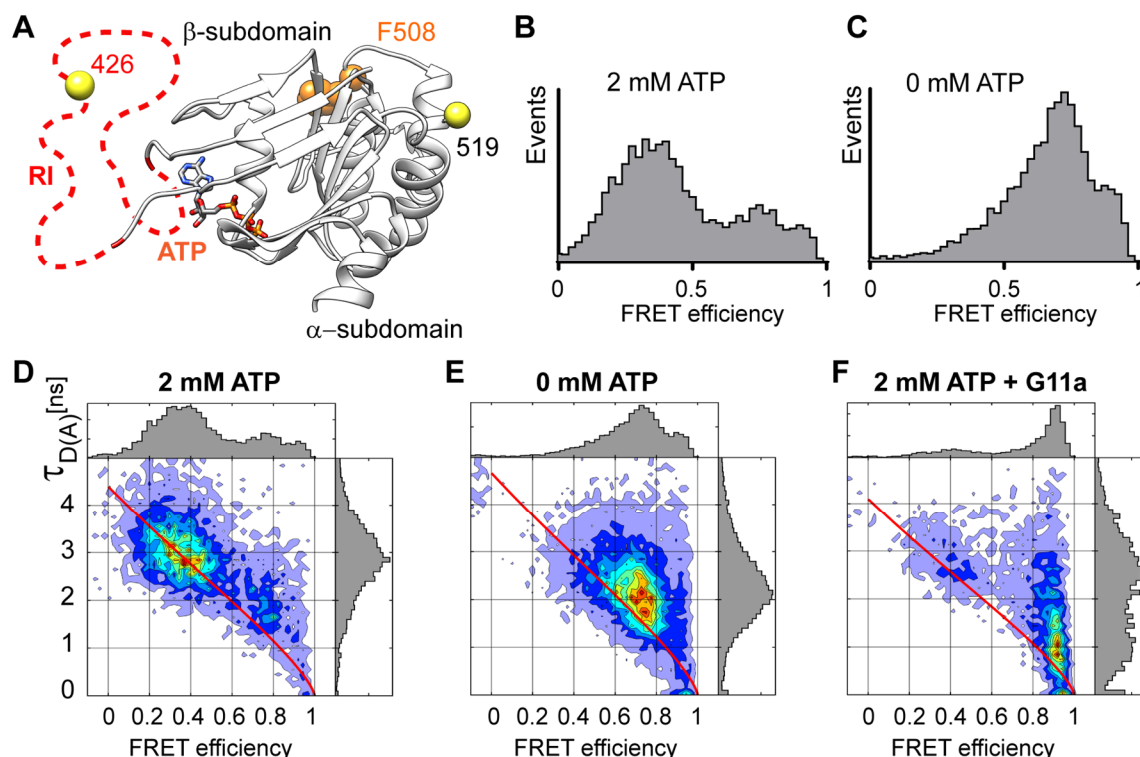 A
β-subdomain
F508
426
519
RI
ATP
α-subdomain
B
2 mM ATP
Events
0
0.5
1
FRET efficiency
C
0 mM ATP
Events
0
0.5
1
FRET efficiency
D
2 mM ATP
τD(A)[ns]
4
3
2
1
0
0 0.2 0.4 0.6 0.8 1
FRET efficiency
E
0 mM ATP
0 0.2 0.4 0.6 0.8 1
FRET efficiency
F
2 mM ATP + G11a
0 0.2 0.4 0.6 0.8 1
FRET efficiency